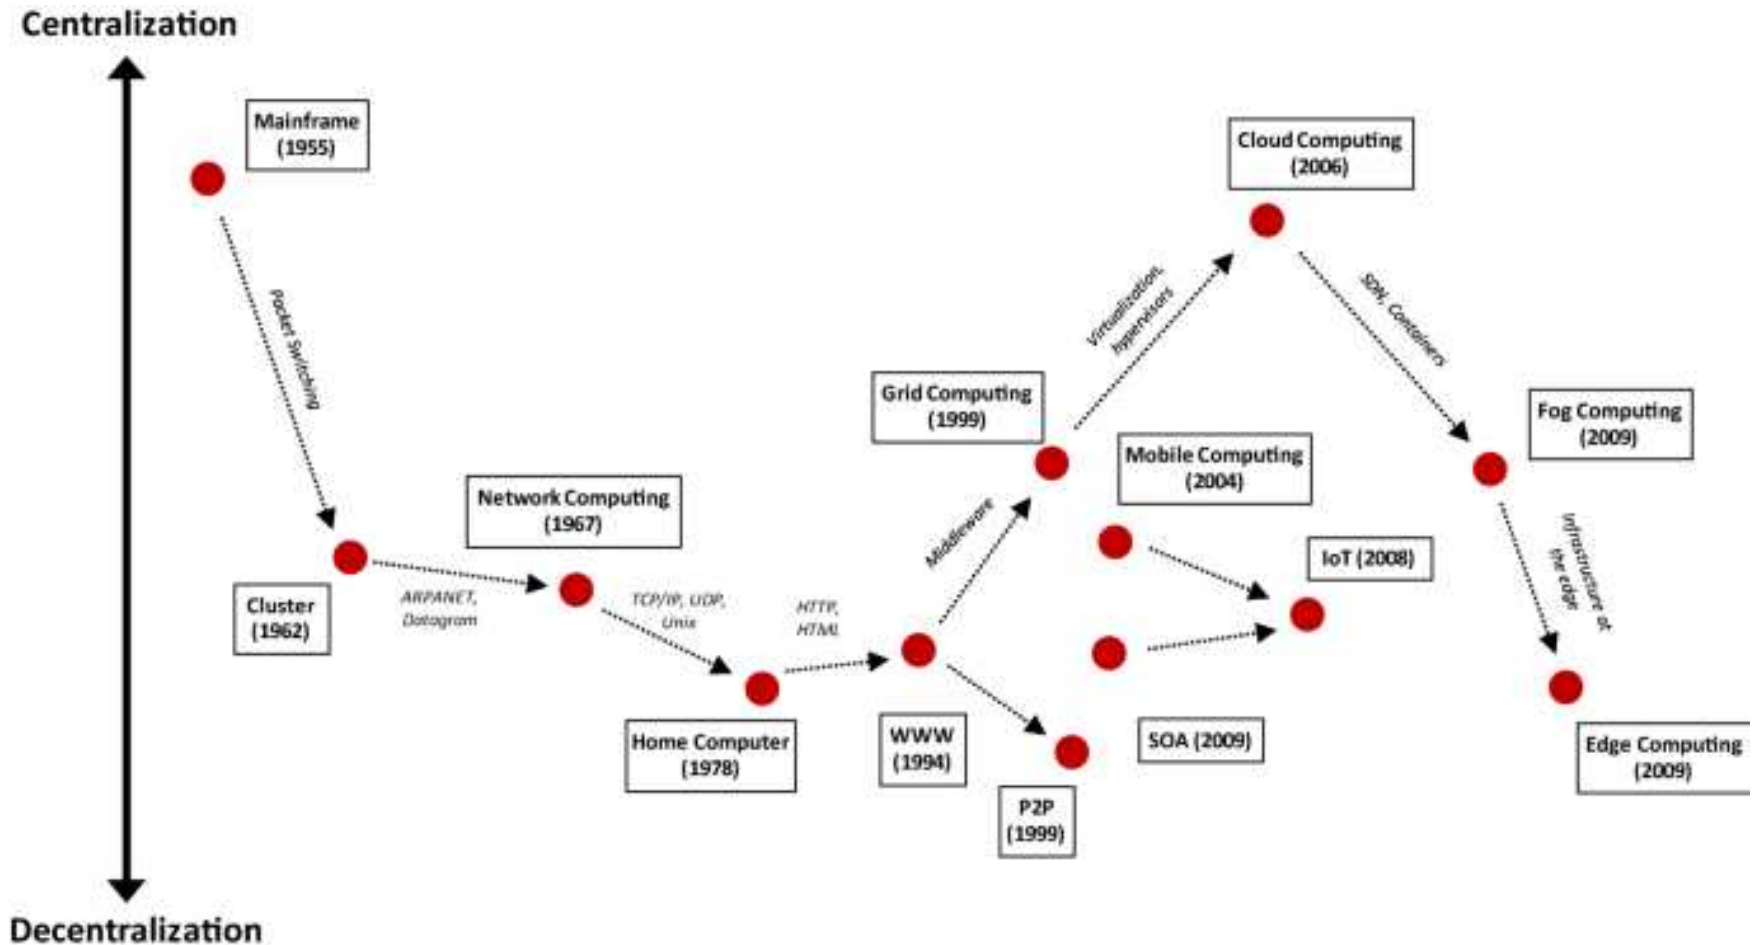 Centralization
Mainframe
(1955)
Packet Switching
Cluster
(1962)
ARPANET,
Datagram
Network Computing
(1967)
TCP/IP, UDP,
Unix
Home Computer
(1978)
HTTP,
HTML
WWW
(1994)
Middleware
Grid Computing
(1999)
P2P
(1999)
Virtualization,
hypervisors
Cloud Computing
(2006)
Mobile Computing
(2004)
SOA (2009)
IoT (2008)
SDN, Containers
Fog Computing
(2009)
Infrastructure at
the edge
Edge Computing
(2009)
Decentralization